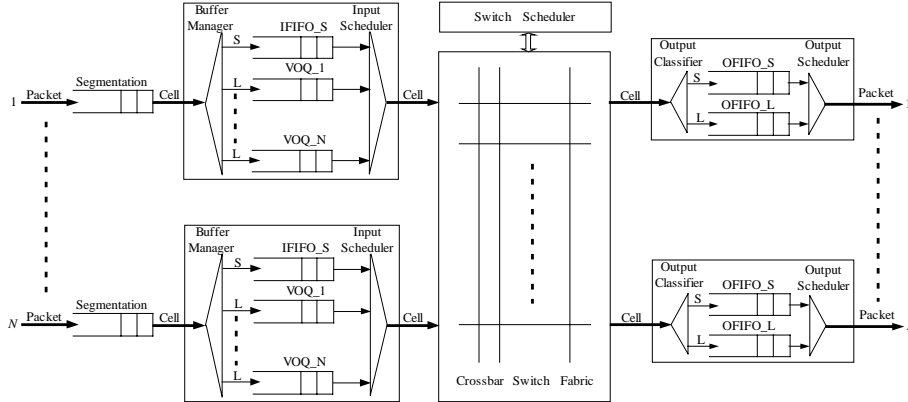 Switch Scheduler
Buffer Manager
Input Scheduler
IFIFO_S
S
VOQ_1
L
VOQ_N
L
1
Packet
Segmentation
Cell
Cell
Cell
Output Classifier
Output Scheduler
OFIFO_S
S
OFIFO_L
L
Packet
Buffer Manager
Input Scheduler
IFIFO_S
S
VOQ_1
L
VOQ_N
L
N
Packet
Segmentation
Cell
Cell
Cell
Output Classifier
Output Scheduler
OFIFO_S
S
OFIFO_L
L
Packet
Crossbar Switch Fabric